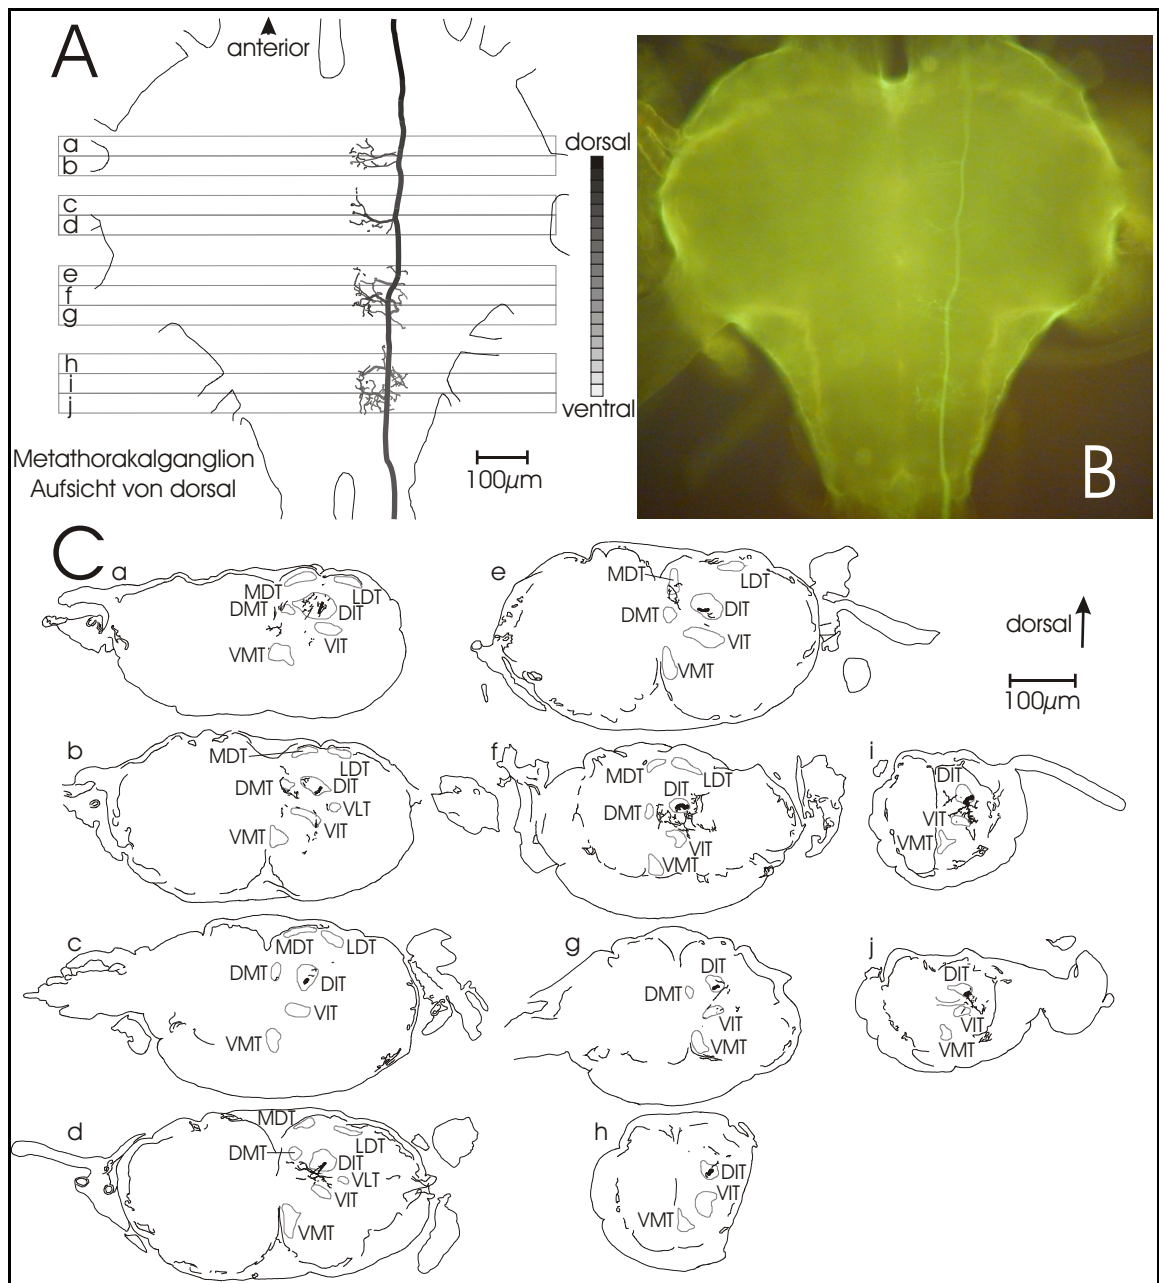 A
anterior
a
b
c
d
e
f
g
h
i
j
dorsal
ventral
Metathorakalganglion
Aufsicht von dorsal
100µm
B
C
a
MDT
LDT
DMT
DIT
VIT
VMT
b
MDT
LDT
DMT
DIT
VLT
VIT
VMT
c
MDT
LDT
DMT
DIT
VIT
VMT
d
MDT
LDT
DMT
DIT
VLT
VIT
VMT
e
MDT
LDT
DMT
DIT
VIT
VMT
dorsal
100µm
f
MDT
LDT
DIT
DMT
VIT
VMT
g
DIT
DMT
VIT
VMT
h
DIT
VIT
VMT
i
DIT
VIT
VMT
j
DIT
VIT
VMT